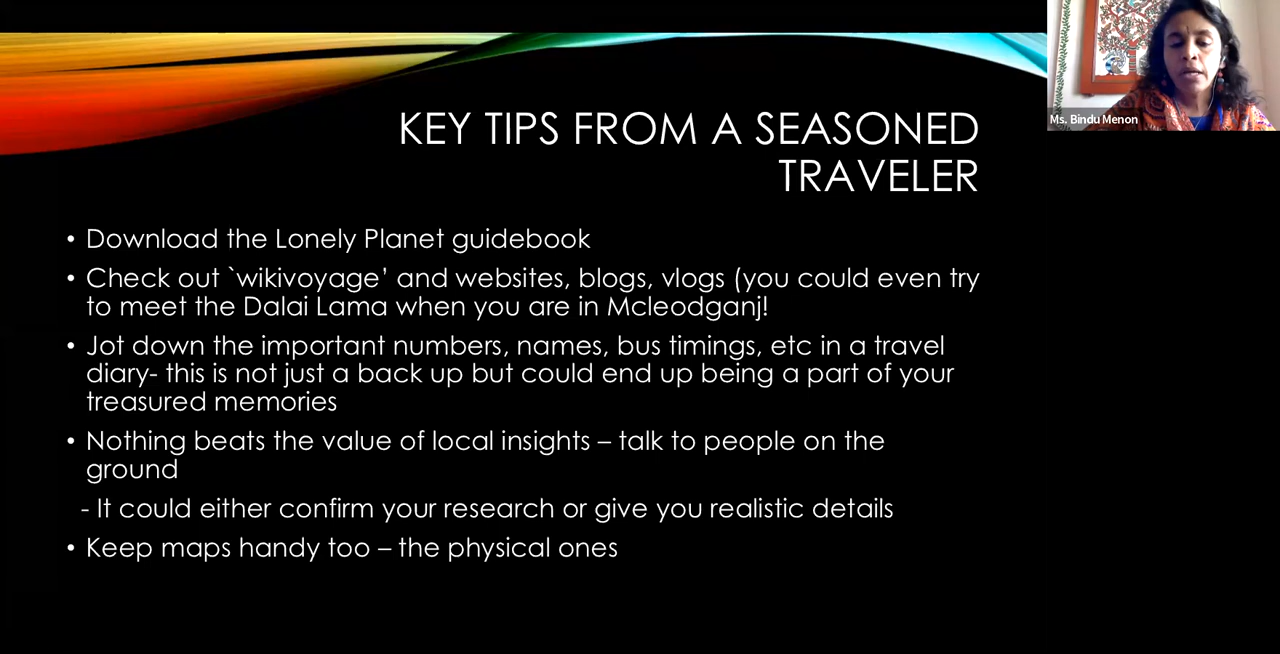 Ms. Bindu Menon
KEY TIPS FROM A SEASONED
TRAVELER
• Download the Lonely Planet guidebook
• Check out `wikivoyage’ and websites, blogs, vlogs (you could even try
to meet the Dalai Lama when you are in Mcleodganj!
• Jot down the important numbers, names, bus timings, etc in a travel
diary- this is not just a back up but could end up being a part of your
treasured memories
• Nothing beats the value of local insights – talk to people on the
ground
- It could either confirm your research or give you realistic details
• Keep maps handy too – the physical ones